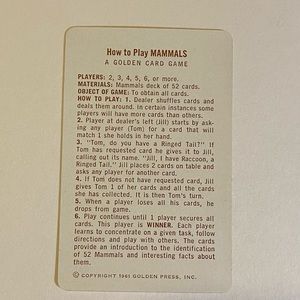 How to Play MAMMALS
A GOLDEN CARD GAME
PLAYERS: 2, 3, 4, 5, 6, or more.
MATERIALS: Mammals deck of 52 cards.
OBJECT OF GAME: To obtain all cards.
HOW TO PLAY: 1. Dealer shuffles cards and
deals them around. In certain instances some
players will have more cards than others.
2. Player at dealer's left (Jill) starts by ask-
ing any player (Tom) for a card that will
match 1 she holds in her hand.
3. "Tom, do you have a Ringed Tail?" If
Tom has requested card he gives it to Jill,
calling out its name. "Jill, I have Raccoon, a
Ringed Tail." Jill places 2 cards on table and
asks any player for another card.
4. If Tom does not have requested card, Jill
gives Tom 1 of her cards and all the cards
she has collected. It is then Tom's turn.
5. When a player loses all his cards, he
drops from game.
6. Play continues until 1 player secures all
cards. This player is WINNER. Each player
learns to concentrate on a given task, follow
directions and play with others. The cards
provide an introduction to the identification
of 52 Mammals and interesting facts about
them.
© COPYRIGHT 1961 GOLDEN PRESS, INC.